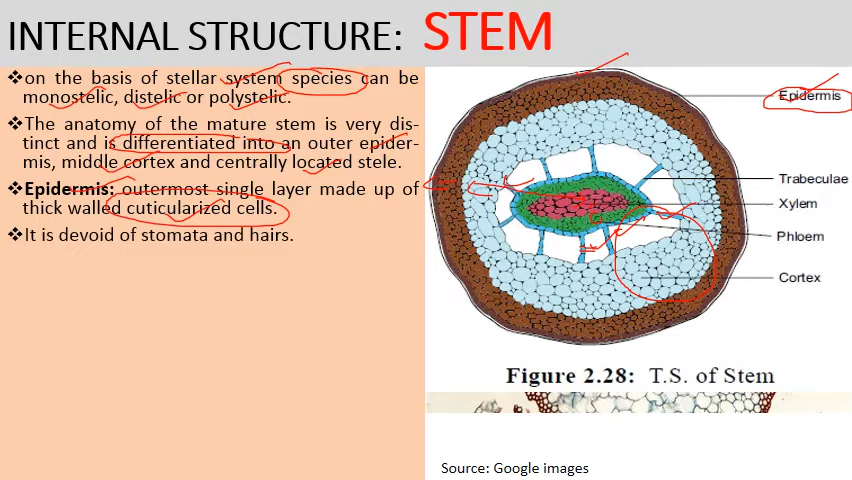 INTERNAL STRUCTURE: STEM
❖on the basis of stellar system species can be
monostelic, distelic or polystelic.
❖The anatomy of the mature stem is very dis-
tinct and is differentiated into an outer epider-
mis, middle cortex and centrally located stele.
❖Epidermis: outermost single layer made up of
thick walled cuticularized cells.
❖It is devoid of stomata and hairs.
Epidermis
Trabeculae
Xylem
Phloem
Cortex
Figure 2.28: T.S. of Stem
Source: Google images